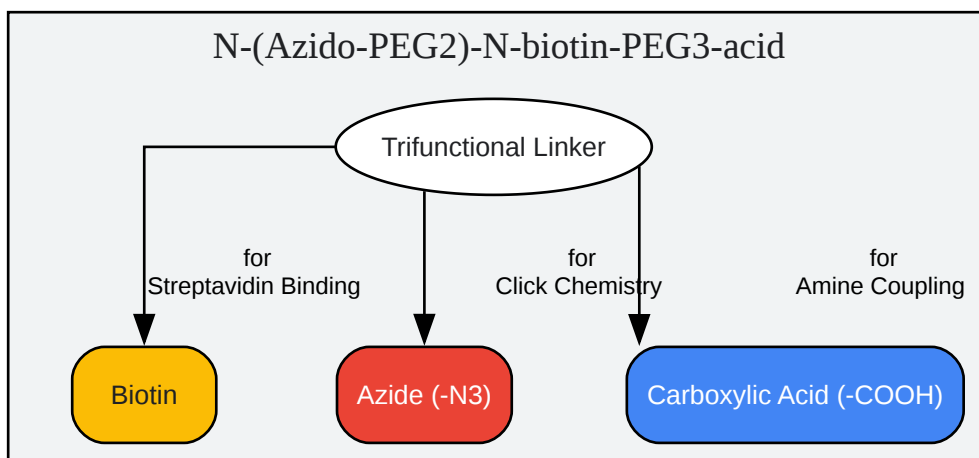 N-(Azido-PEG2)-N-biotin-PEG3-acid
Trifunctional Linker
for
Streptavidin Binding
for
Click Chemistry
for
Amine Coupling
Biotin
Azide (-N3)
Carboxylic Acid (-COOH)